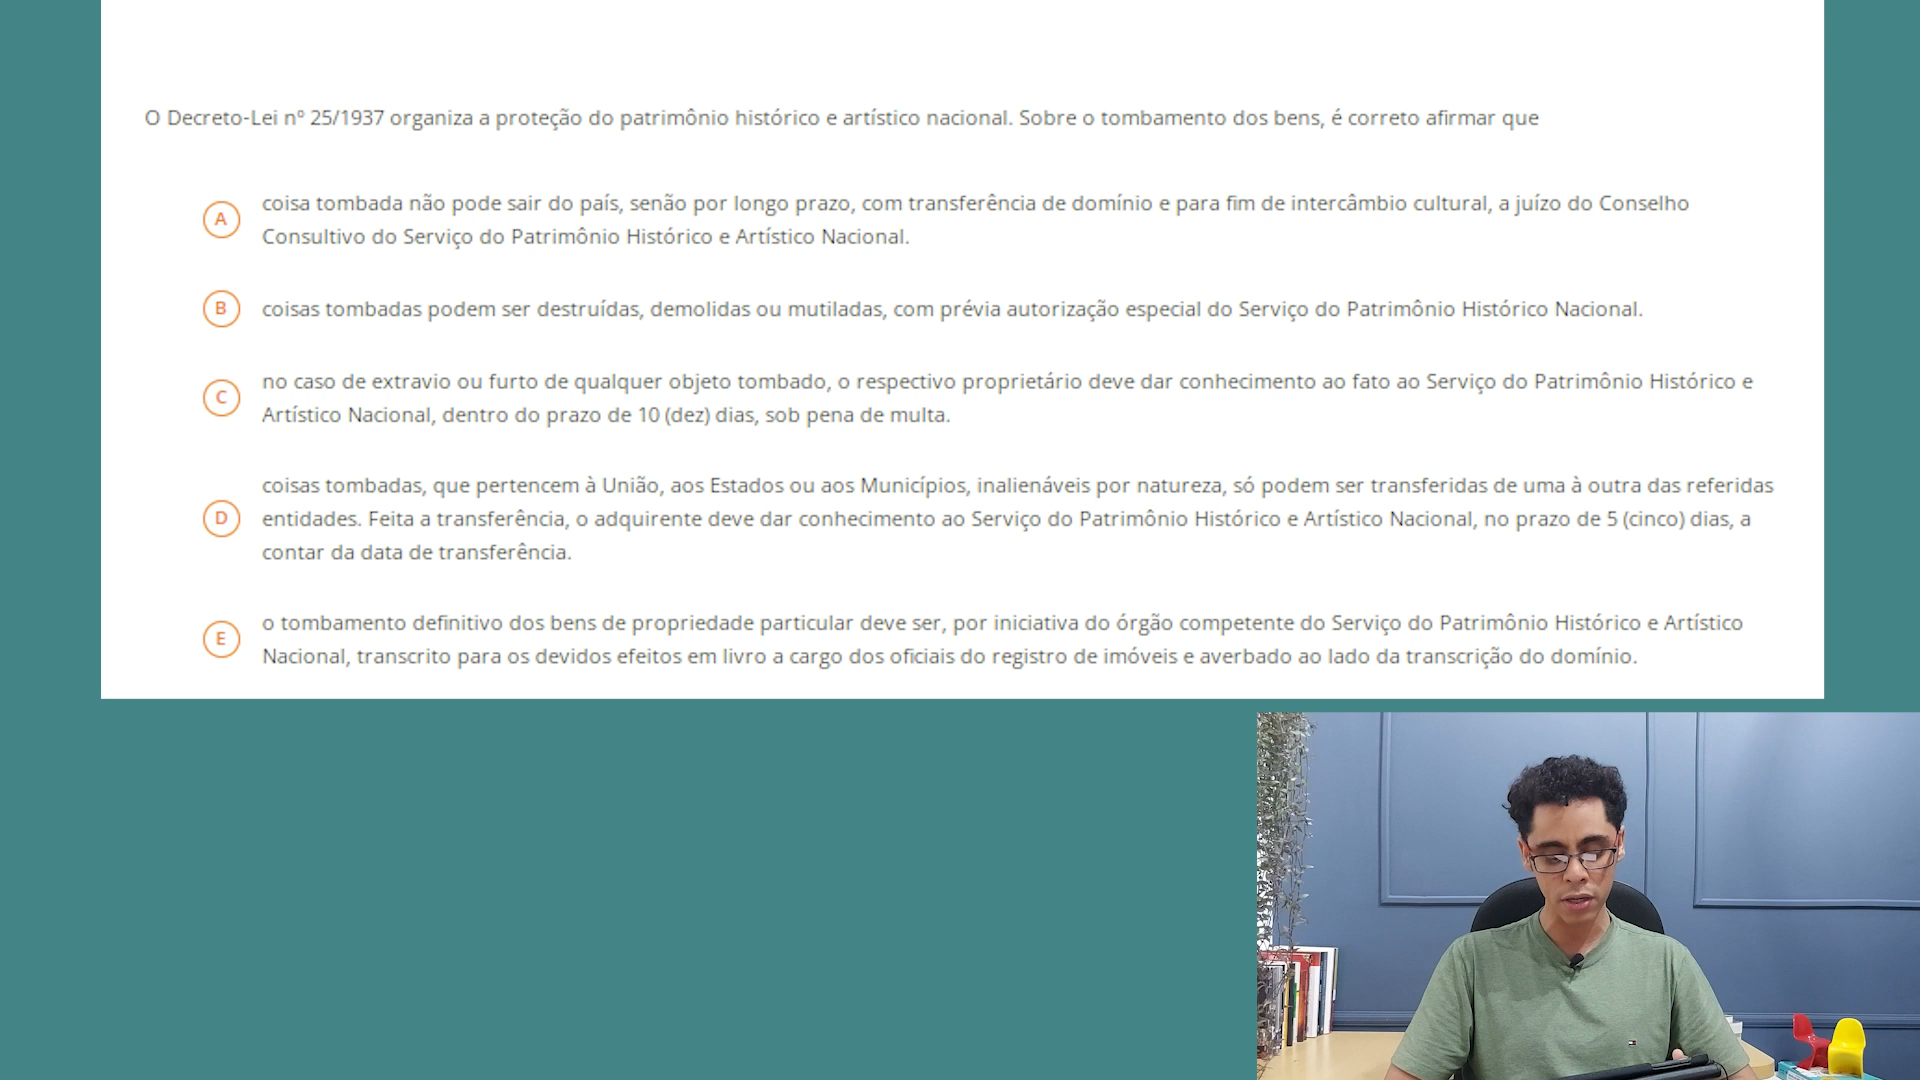 O Decreto-Lei nº 25/1937 organiza a proteção do patrimônio histórico e artístico nacional. Sobre o tombamento dos bens, é correto afirmar que
A
coisa tombada não pode sair do país, senão por longo prazo, com transferência de domínio e para fim de intercâmbio cultural, a juízo do Conselho
Consultivo do Serviço do Patrimônio Histórico e Artístico Nacional.
B
coisas tombadas podem ser destruídas, demolidas ou mutiladas, com prévia autorização especial do Serviço do Patrimônio Histórico Nacional.
C
no caso de extravio ou furto de qualquer objeto tombado, o respectivo proprietário deve dar conhecimento ao fato ao Serviço do Patrimônio Histórico e
Artístico Nacional, dentro do prazo de 10 (dez) dias, sob pena de multa.
D
coisas tombadas, que pertencem à União, aos Estados ou aos Municípios, inalienáveis por natureza, só podem ser transferidas de uma à outra das referidas
entidades. Feita a transferência, o adquirente deve dar conhecimento ao Serviço do Patrimônio Histórico e Artístico Nacional, no prazo de 5 (cinco) dias, a
contar da data de transferência.
E
o tombamento definitivo dos bens de propriedade particular deve ser, por iniciativa do órgão competente do Serviço do Patrimônio Histórico e Artístico
Nacional, transcrito para os devidos efeitos em livro a cargo dos oficiais do registro de imóveis e averbado ao lado da transcrição do domínio.